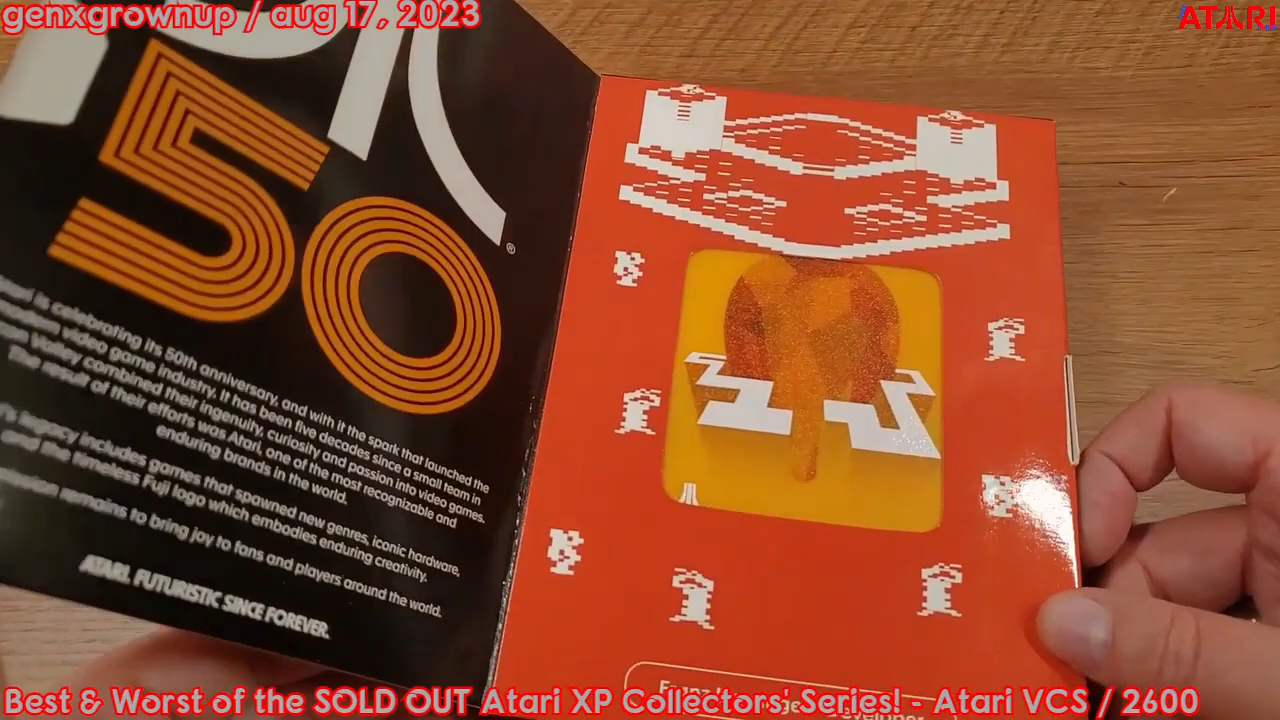 genxgrownup / aug 17, 2023
ATARI
50
®
is celebrating its 50th anniversary, and with it the spark that launched the
video game industry. It has been five decades since a small team in
Valley combined their ingenuity, curiosity and passion into video games.
The result of their efforts was Atari, one of the most recognizable and
enduring brands in the world.
legacy includes games that spawned new genres, iconic hardware,
and the timeless Fuji logo which embodies enduring creativity.
mission remains to bring joy to fans and players around the world.
ATARI. FUTURISTIC SINCE FOREVER.
Best & Worst of the SOLD OUT Atari XP Collectors' Series! - Atari VCS / 2600